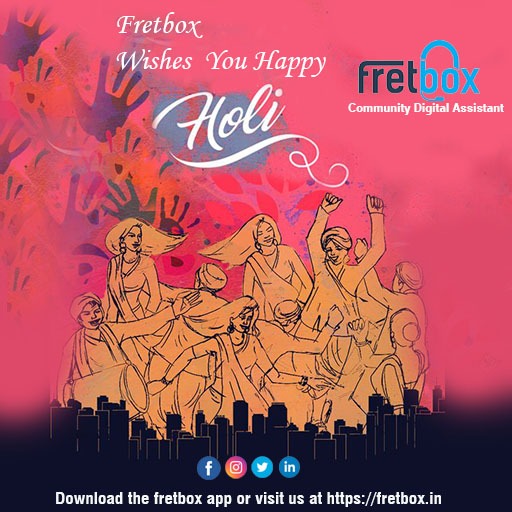 Fretbox
Wishes You Happy
Holi
fretbox
Community Digital Assistant
Download the fretbox app or visit us at https://fretbox.in